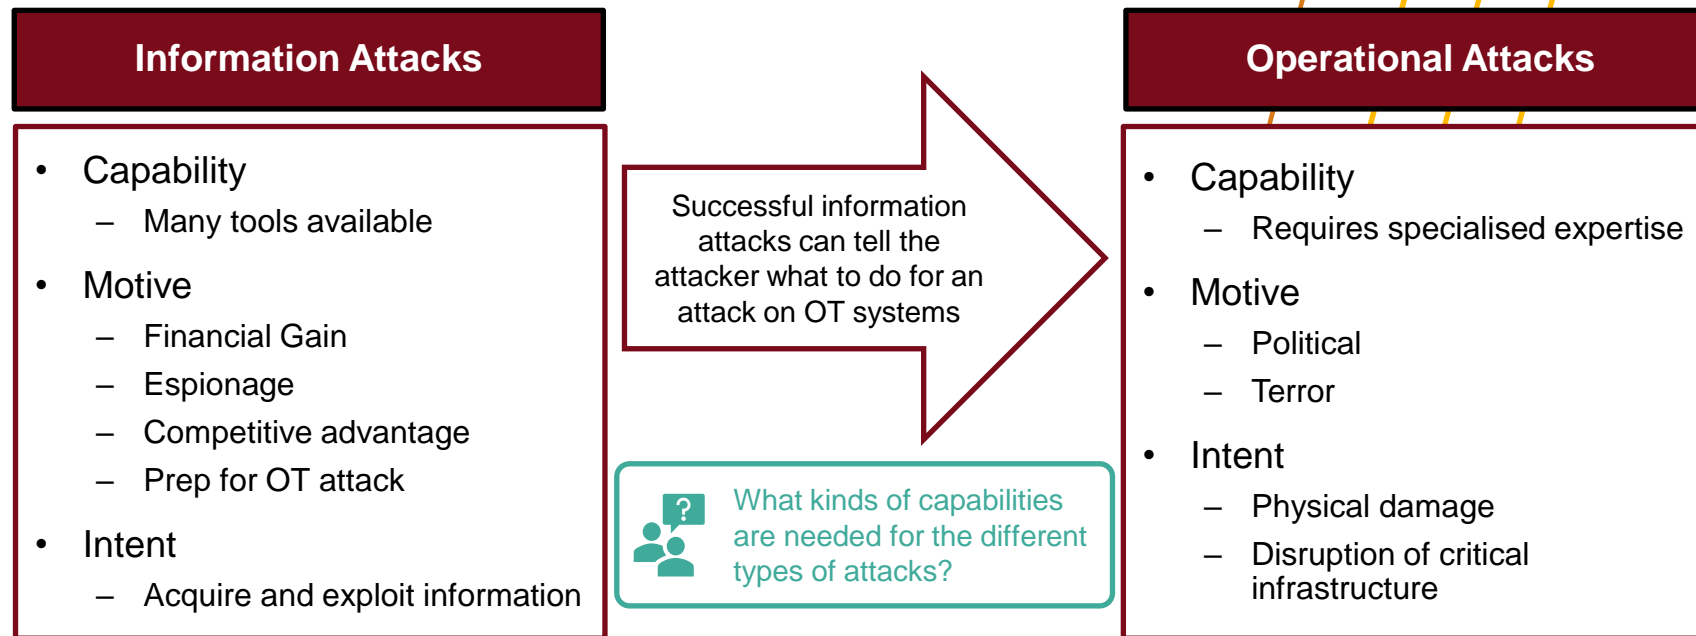 Information Attacks
• Capability
– Many tools available
• Motive
– Financial Gain
– Espionage
– Competitive advantage
– Prep for OT attack
• Intent
– Acquire and exploit information
Successful information
attacks can tell the
attacker what to do for an
attack on OT systems
?
What kinds of capabilities
are needed for the different
types of attacks?
Operational Attacks
• Capability
– Requires specialised expertise
• Motive
– Political
– Terror
• Intent
– Physical damage
– Disruption of critical
infrastructure